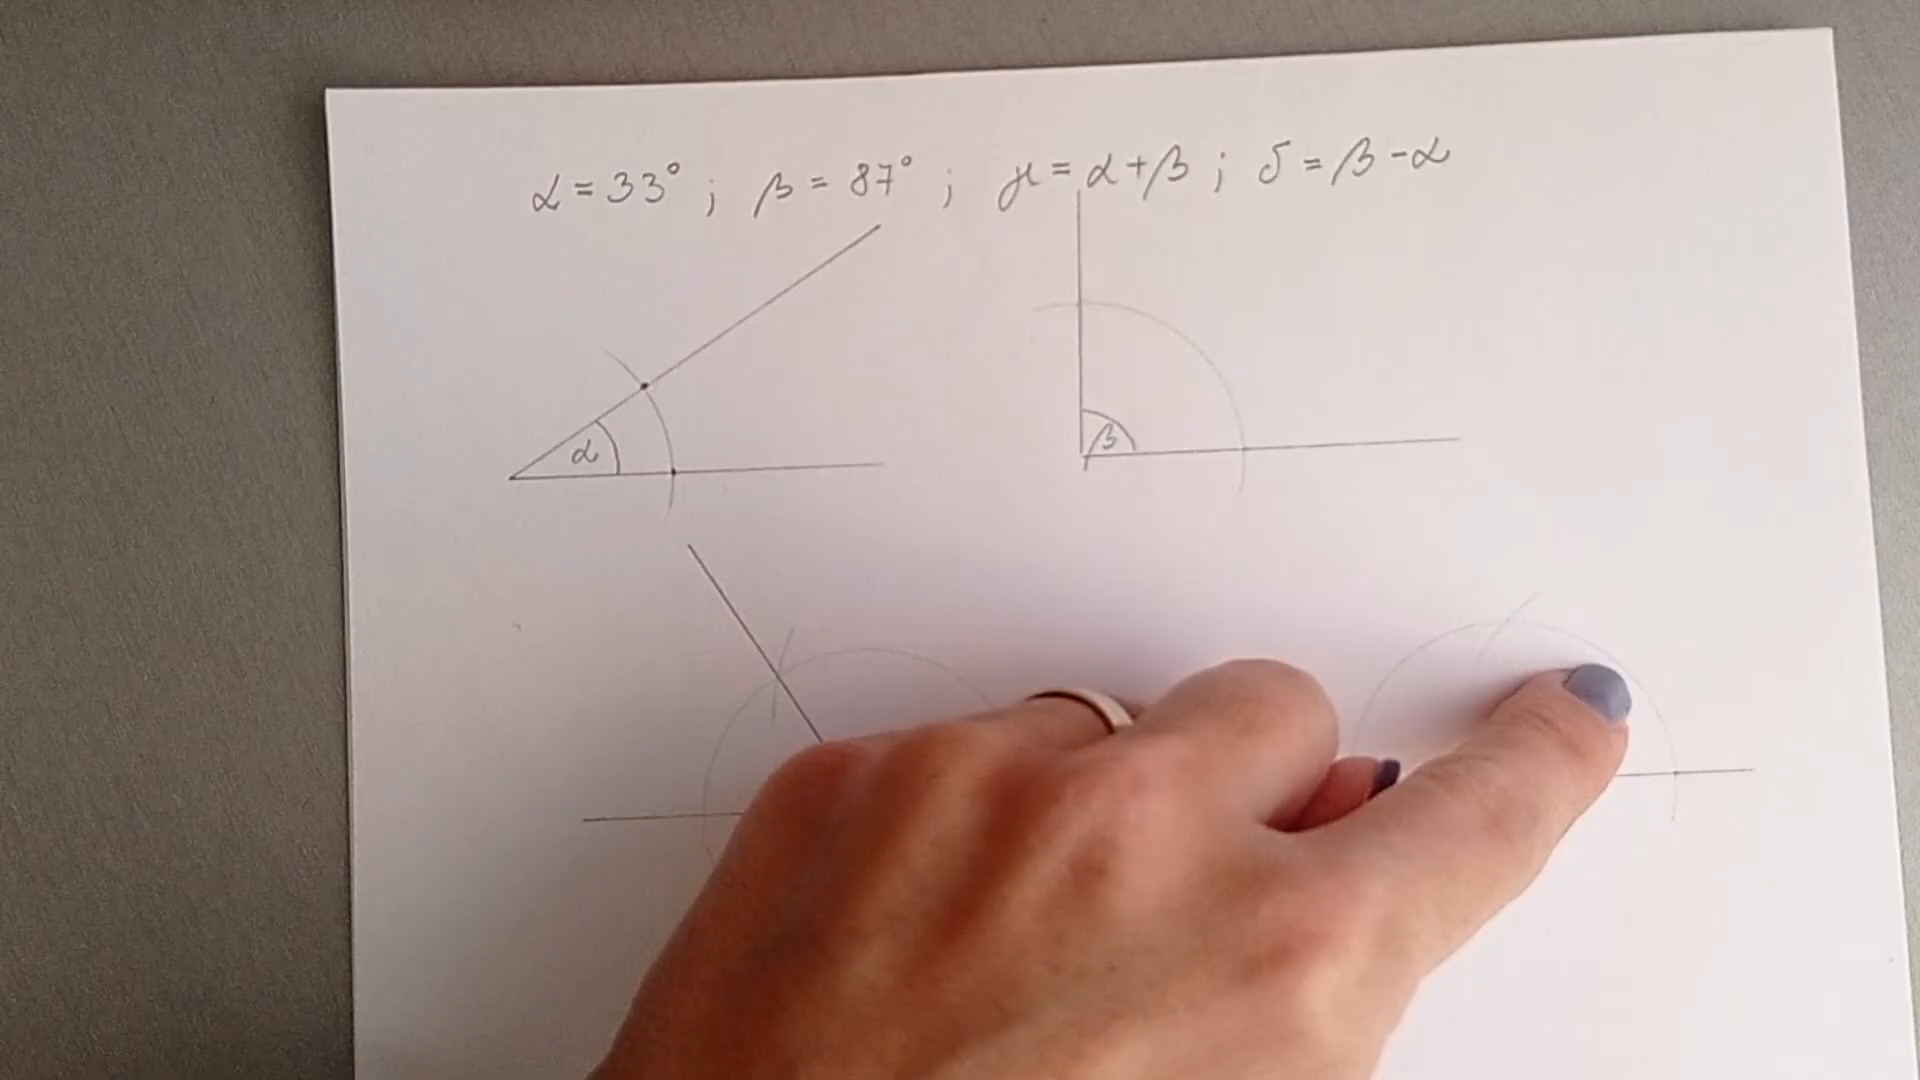 α = 33° ; β = 87° ; γ = α + β ; δ = β - α
α
β